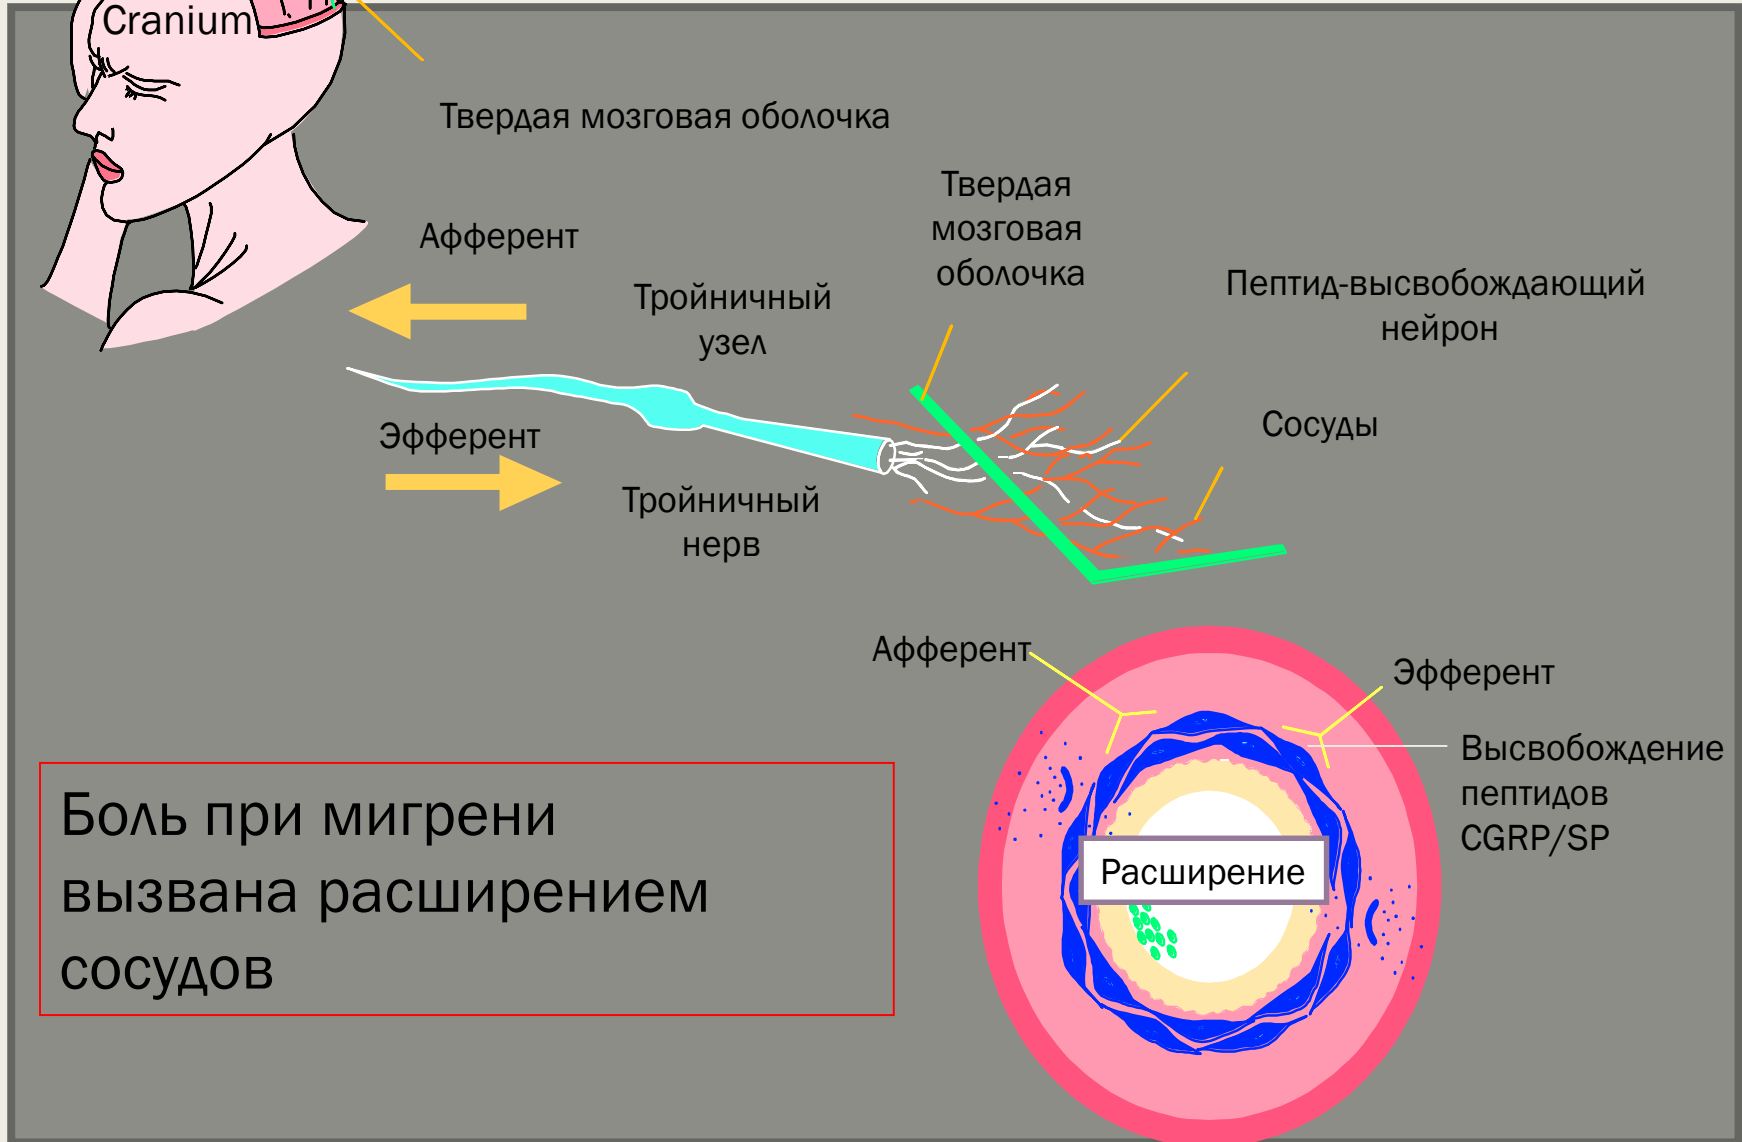 Cranium
Твердая мозговая оболочка
Твердая
мозговая
оболочка
Афферент
Тройничный
узел
Пептид-высвобождающий
нейрон
Эфферент
Сосуды
Тройничный
нерв
Афферент
Эфферент
Высвобождение
пептидов
CGRP/SP
Расширение
Боль при мигрени
вызвана расширением
сосудов